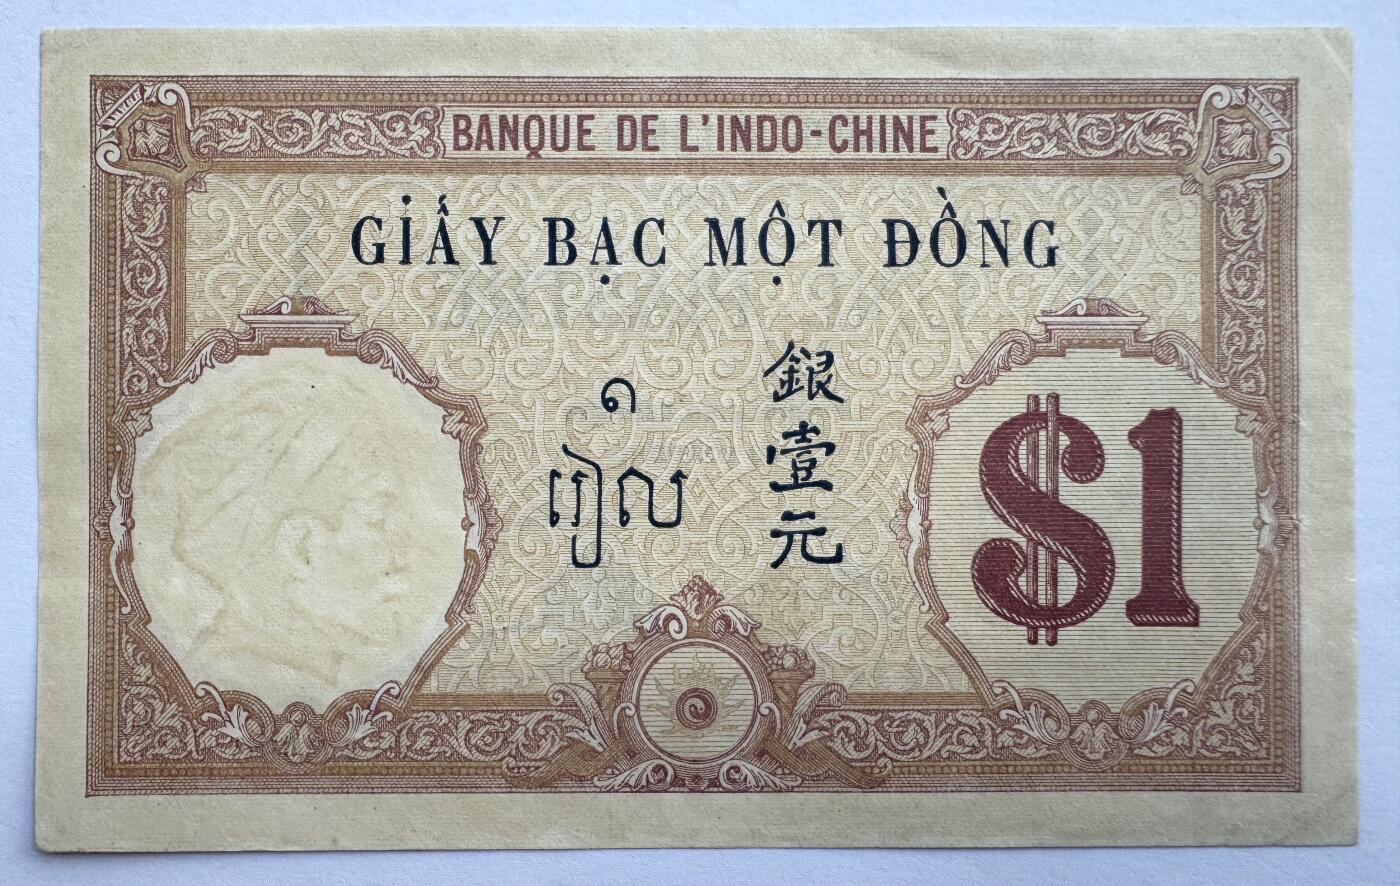 BANQUE DE L'INDO-CHINE
GIẤY BẠC MỘT ĐỒNG
១
រៀល
銀壹元
$1